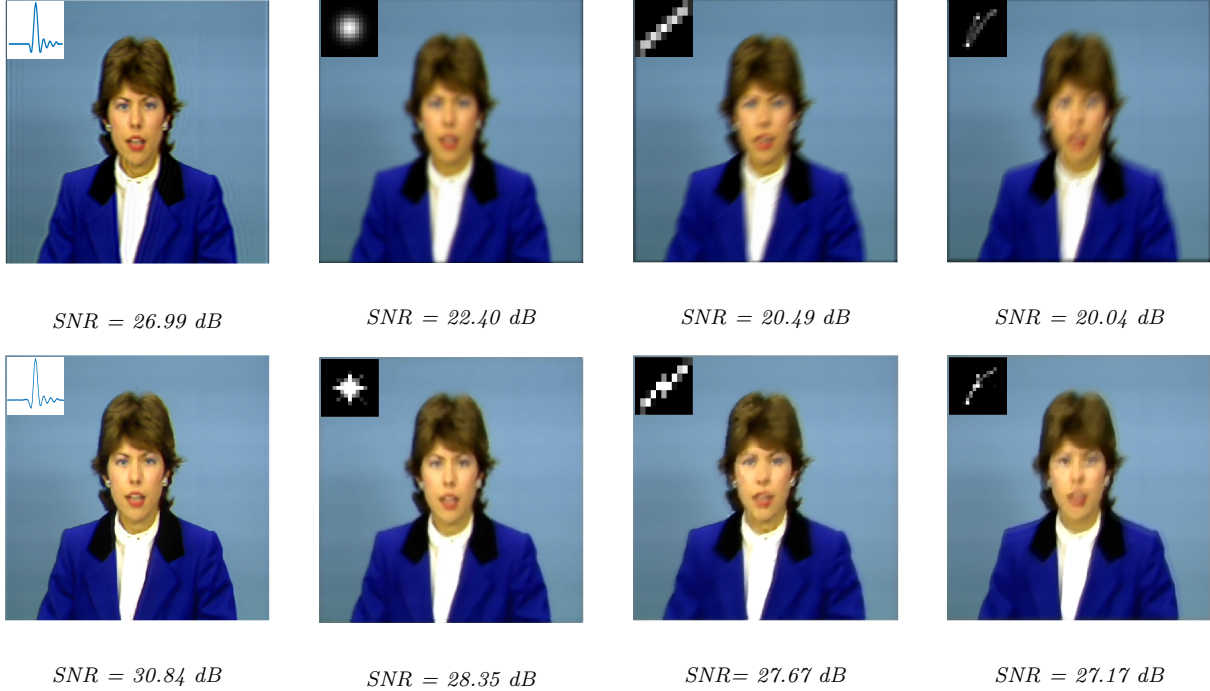 SNR = 26.99 dB
SNR = 22.40 dB
SNR = 20.49 dB
SNR = 20.04 dB
SNR = 30.84 dB
SNR = 28.35 dB
SNR= 27.67 dB
SNR = 27.17 dB